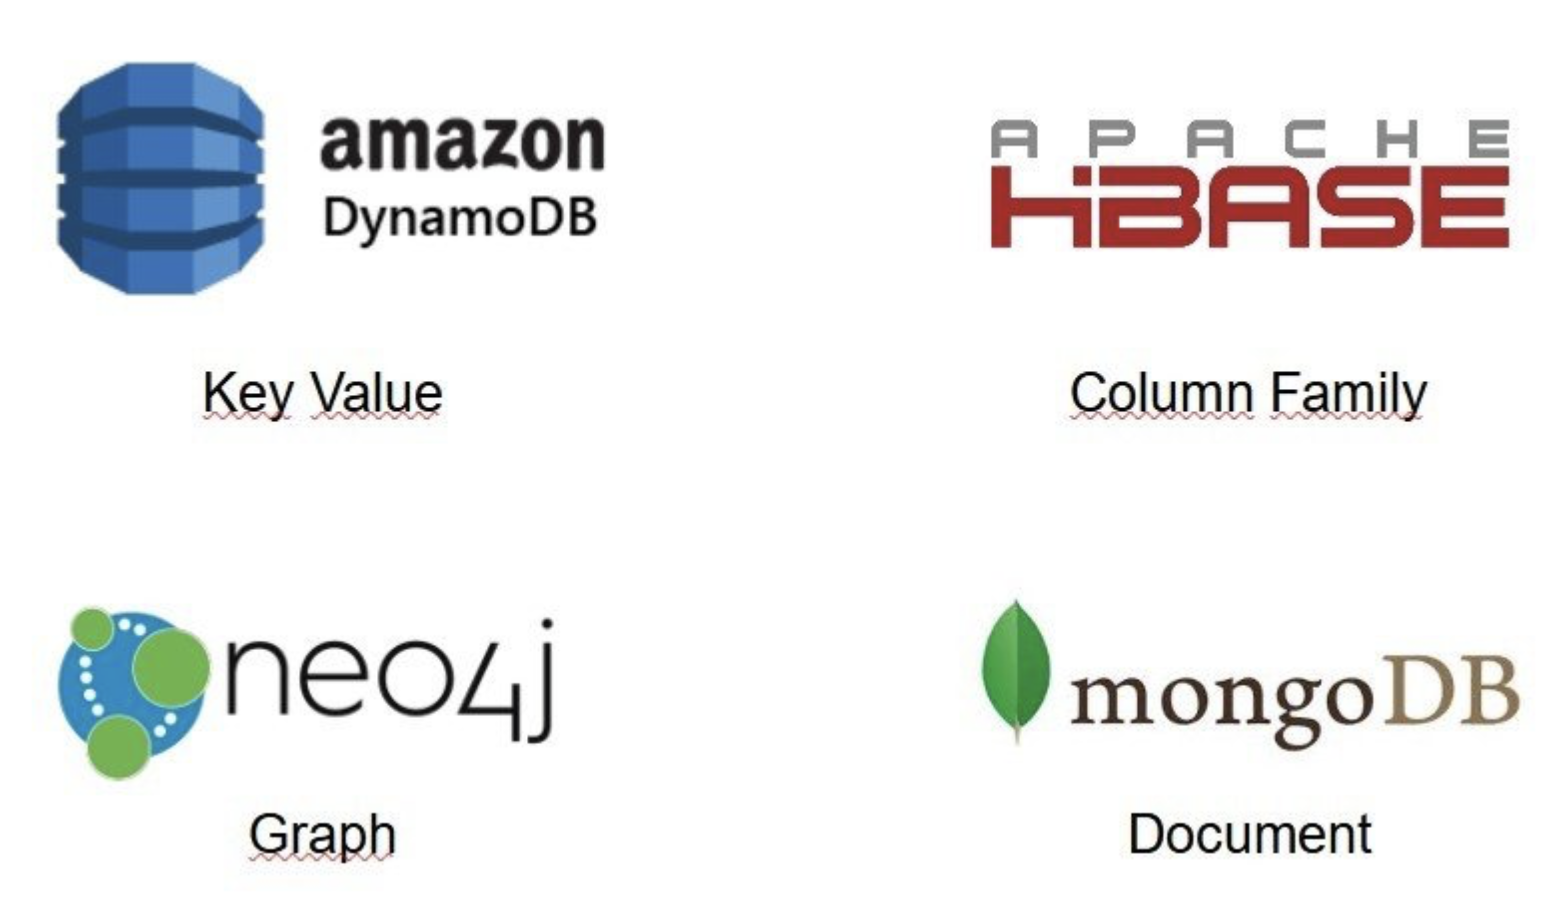 amazon
DynamoDB
APACHE
HBASE
Key Value
Column Family
neo4j
mongoDB
Graph
Document